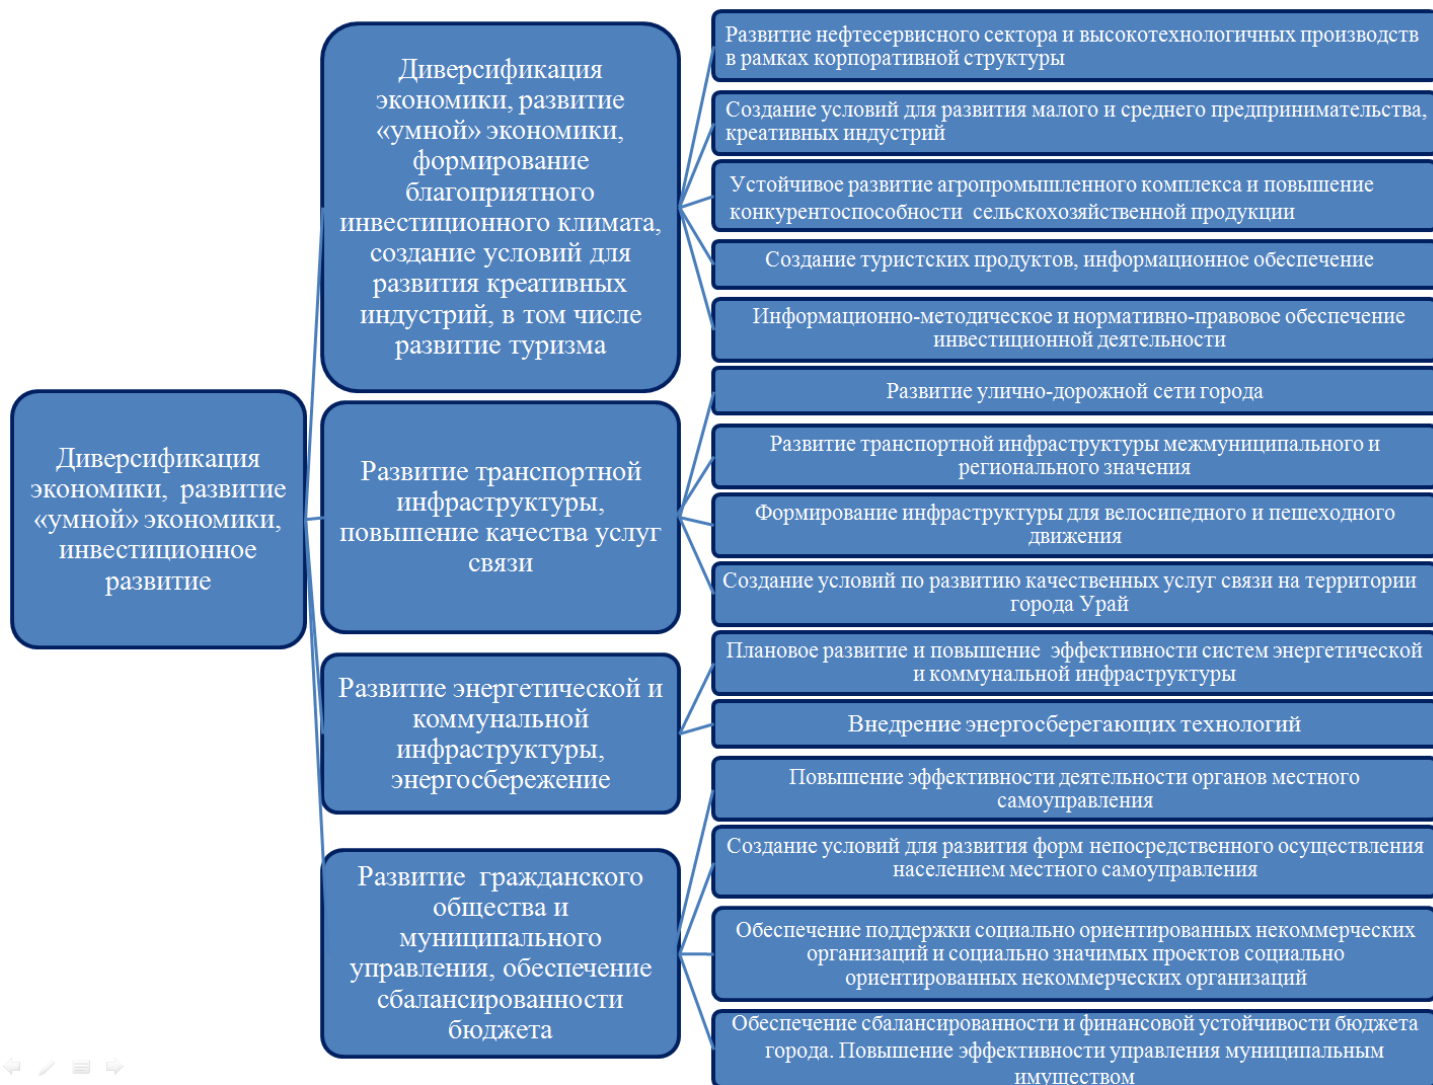 Диверсификация
экономики, развитие
«умной» экономики,
инвестиционное
развитие
Диверсификация
экономики, развитие
«умной» экономики,
формирование
благоприятного
инвестиционного климата,
создание условий для
развития креативных
индустрий, в том числе
развитие туризма
Развитие нефтесервисного сектора и высокотехнологичных производств
в рамках корпоративной структуры
Создание условий для развития малого и среднего предпринимательства,
креативных индустрий
Устойчивое развитие агропромышленного комплекса и повышение
конкурентоспособности сельскохозяйственной продукции
Создание туристских продуктов, информационное обеспечение
Информационно-методическое и нормативно-правовое обеспечение
инвестиционной деятельности
Развитие транспортной
инфраструктуры,
повышение качества услуг
связи
Развитие улично-дорожной сети города
Развитие транспортной инфраструктуры межмуниципального и
регионального значения
Формирование инфраструктуры для велосипедного и пешеходного
движения
Создание условий по развитию качественных услуг связи на территории
города Урай
Развитие энергетической и
коммунальной
инфраструктуры,
энергосбережение
Плановое развитие и повышение эффективности систем энергетической
и коммунальной инфраструктуры
Внедрение энергосберегающих технологий
Развитие гражданского
общества и
муниципального
управления, обеспечение
сбалансированности
бюджета
Повышение эффективности деятельности органов местного
самоуправления
Создание условий для развития форм непосредственного осуществления
населением местного самоуправления
Обеспечение поддержки социально ориентированных некоммерческих
организаций и социально значимых проектов социально
ориентированных некоммерческих организаций
Обеспечение сбалансированности и финансовой устойчивости бюджета
города. Повышение эффективности управления муниципальным
имуществом